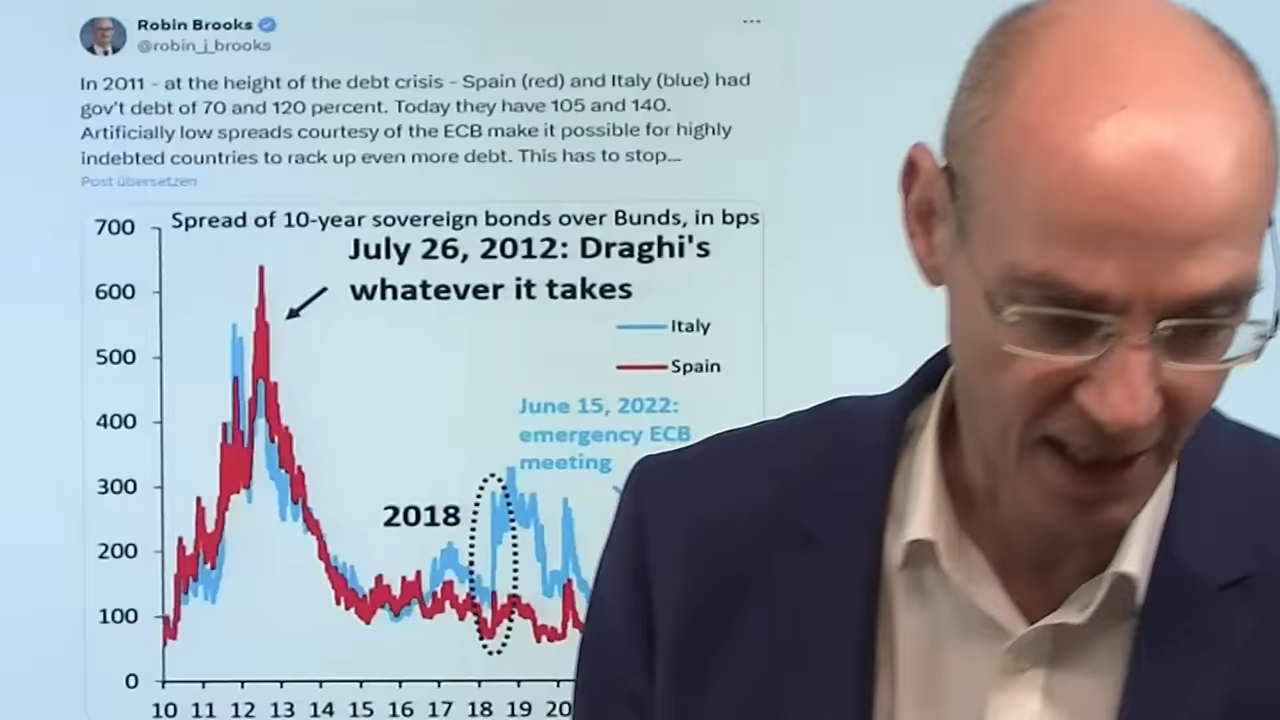 Robin Brooks
@robin_j_brooks
In 2011 - at the height of the debt crisis - Spain (red) and Italy (blue) had
gov't debt of 70 and 120 percent. Today they have 105 and 140.
Artificially low spreads courtesy of the ECB make it possible for highly
indebted countries to rack up even more debt. This has to stop...
Post übersetzen
Spread of 10-year sovereign bonds over Bunds, in bps
July 26, 2012: Draghi's
whatever it takes
Italy
Spain
June 15, 2022:
emergency ECB
meeting
2018
700
600
500
400
300
200
100
0
10 11 12 13 14 15 16 17 18 19 20